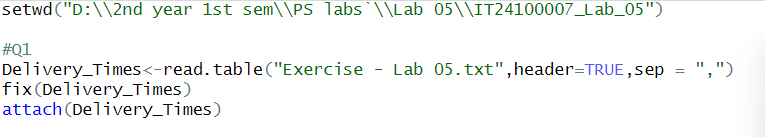 setwd("D:\\2nd year 1st sem\\PS labs`\\Lab 05\\IT24100007_Lab_05")
#Q1
Delivery_Times<-read.table("Exercise - Lab 05.txt",header=TRUE,sep = ",")
fix(Delivery_Times)
attach(Delivery_Times)